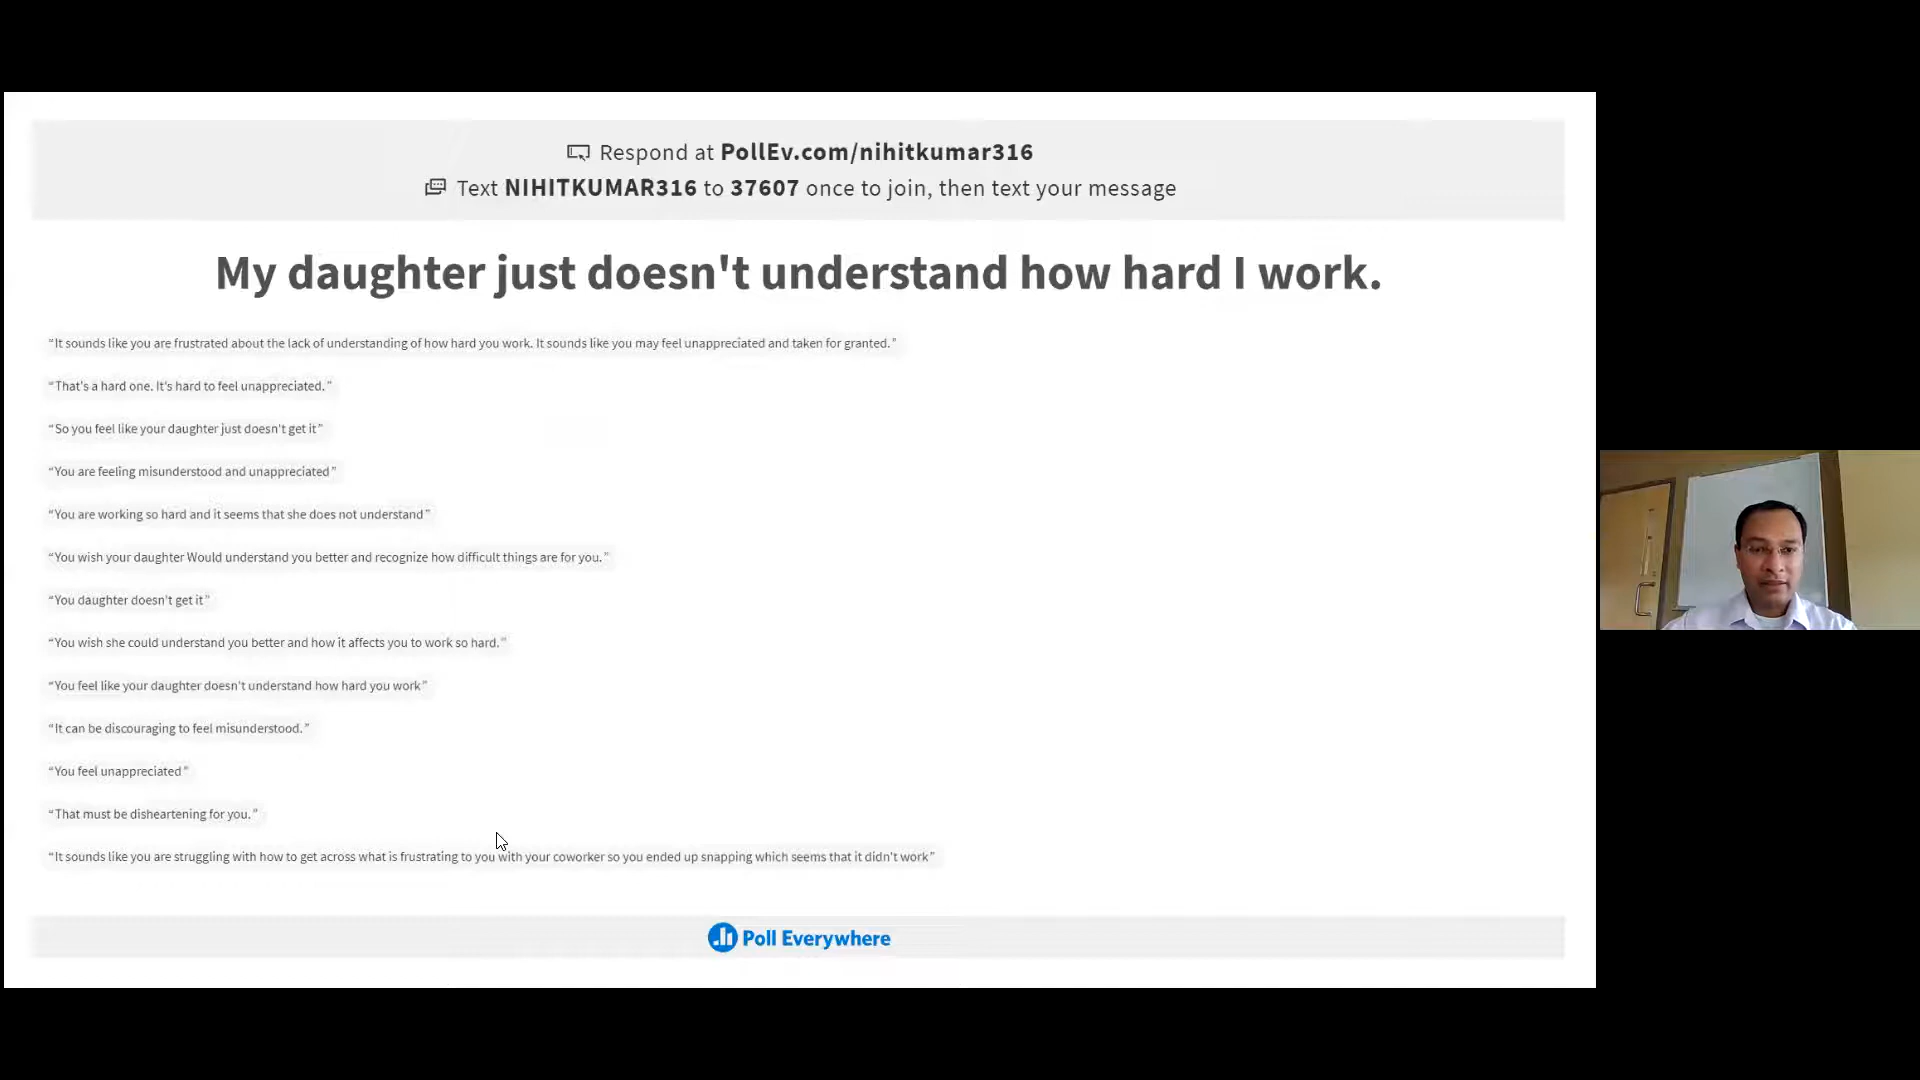 Respond at PollEv.com/nihitkumar316
Text NIHITKUMAR316 to 37607 once to join, then text your message
My daughter just doesn't understand how hard I work.
“It sounds like you are frustrated about the lack of understanding of how hard you work. It sounds like you may feel unappreciated and taken for granted.”
“That's a hard one. It's hard to feel unappreciated.”
“So you feel like your daughter just doesn't get it”
“You are feeling misunderstood and unappreciated”
“You are working so hard and it seems that she does not understand”
“You wish your daughter Would understand you better and recognize how difficult things are for you.”
“You daughter doesn't get it”
“You wish she could understand you better and how it affects you to work so hard.”
“You feel like your daughter doesn't understand how hard you work”
“It can be discouraging to feel misunderstood.”
“You feel unappreciated”
“That must be disheartening for you.”
“It sounds like you are struggling with how to get across what is frustrating to you with your coworker so you ended up snapping which seems that it didn't work”
Poll Everywhere